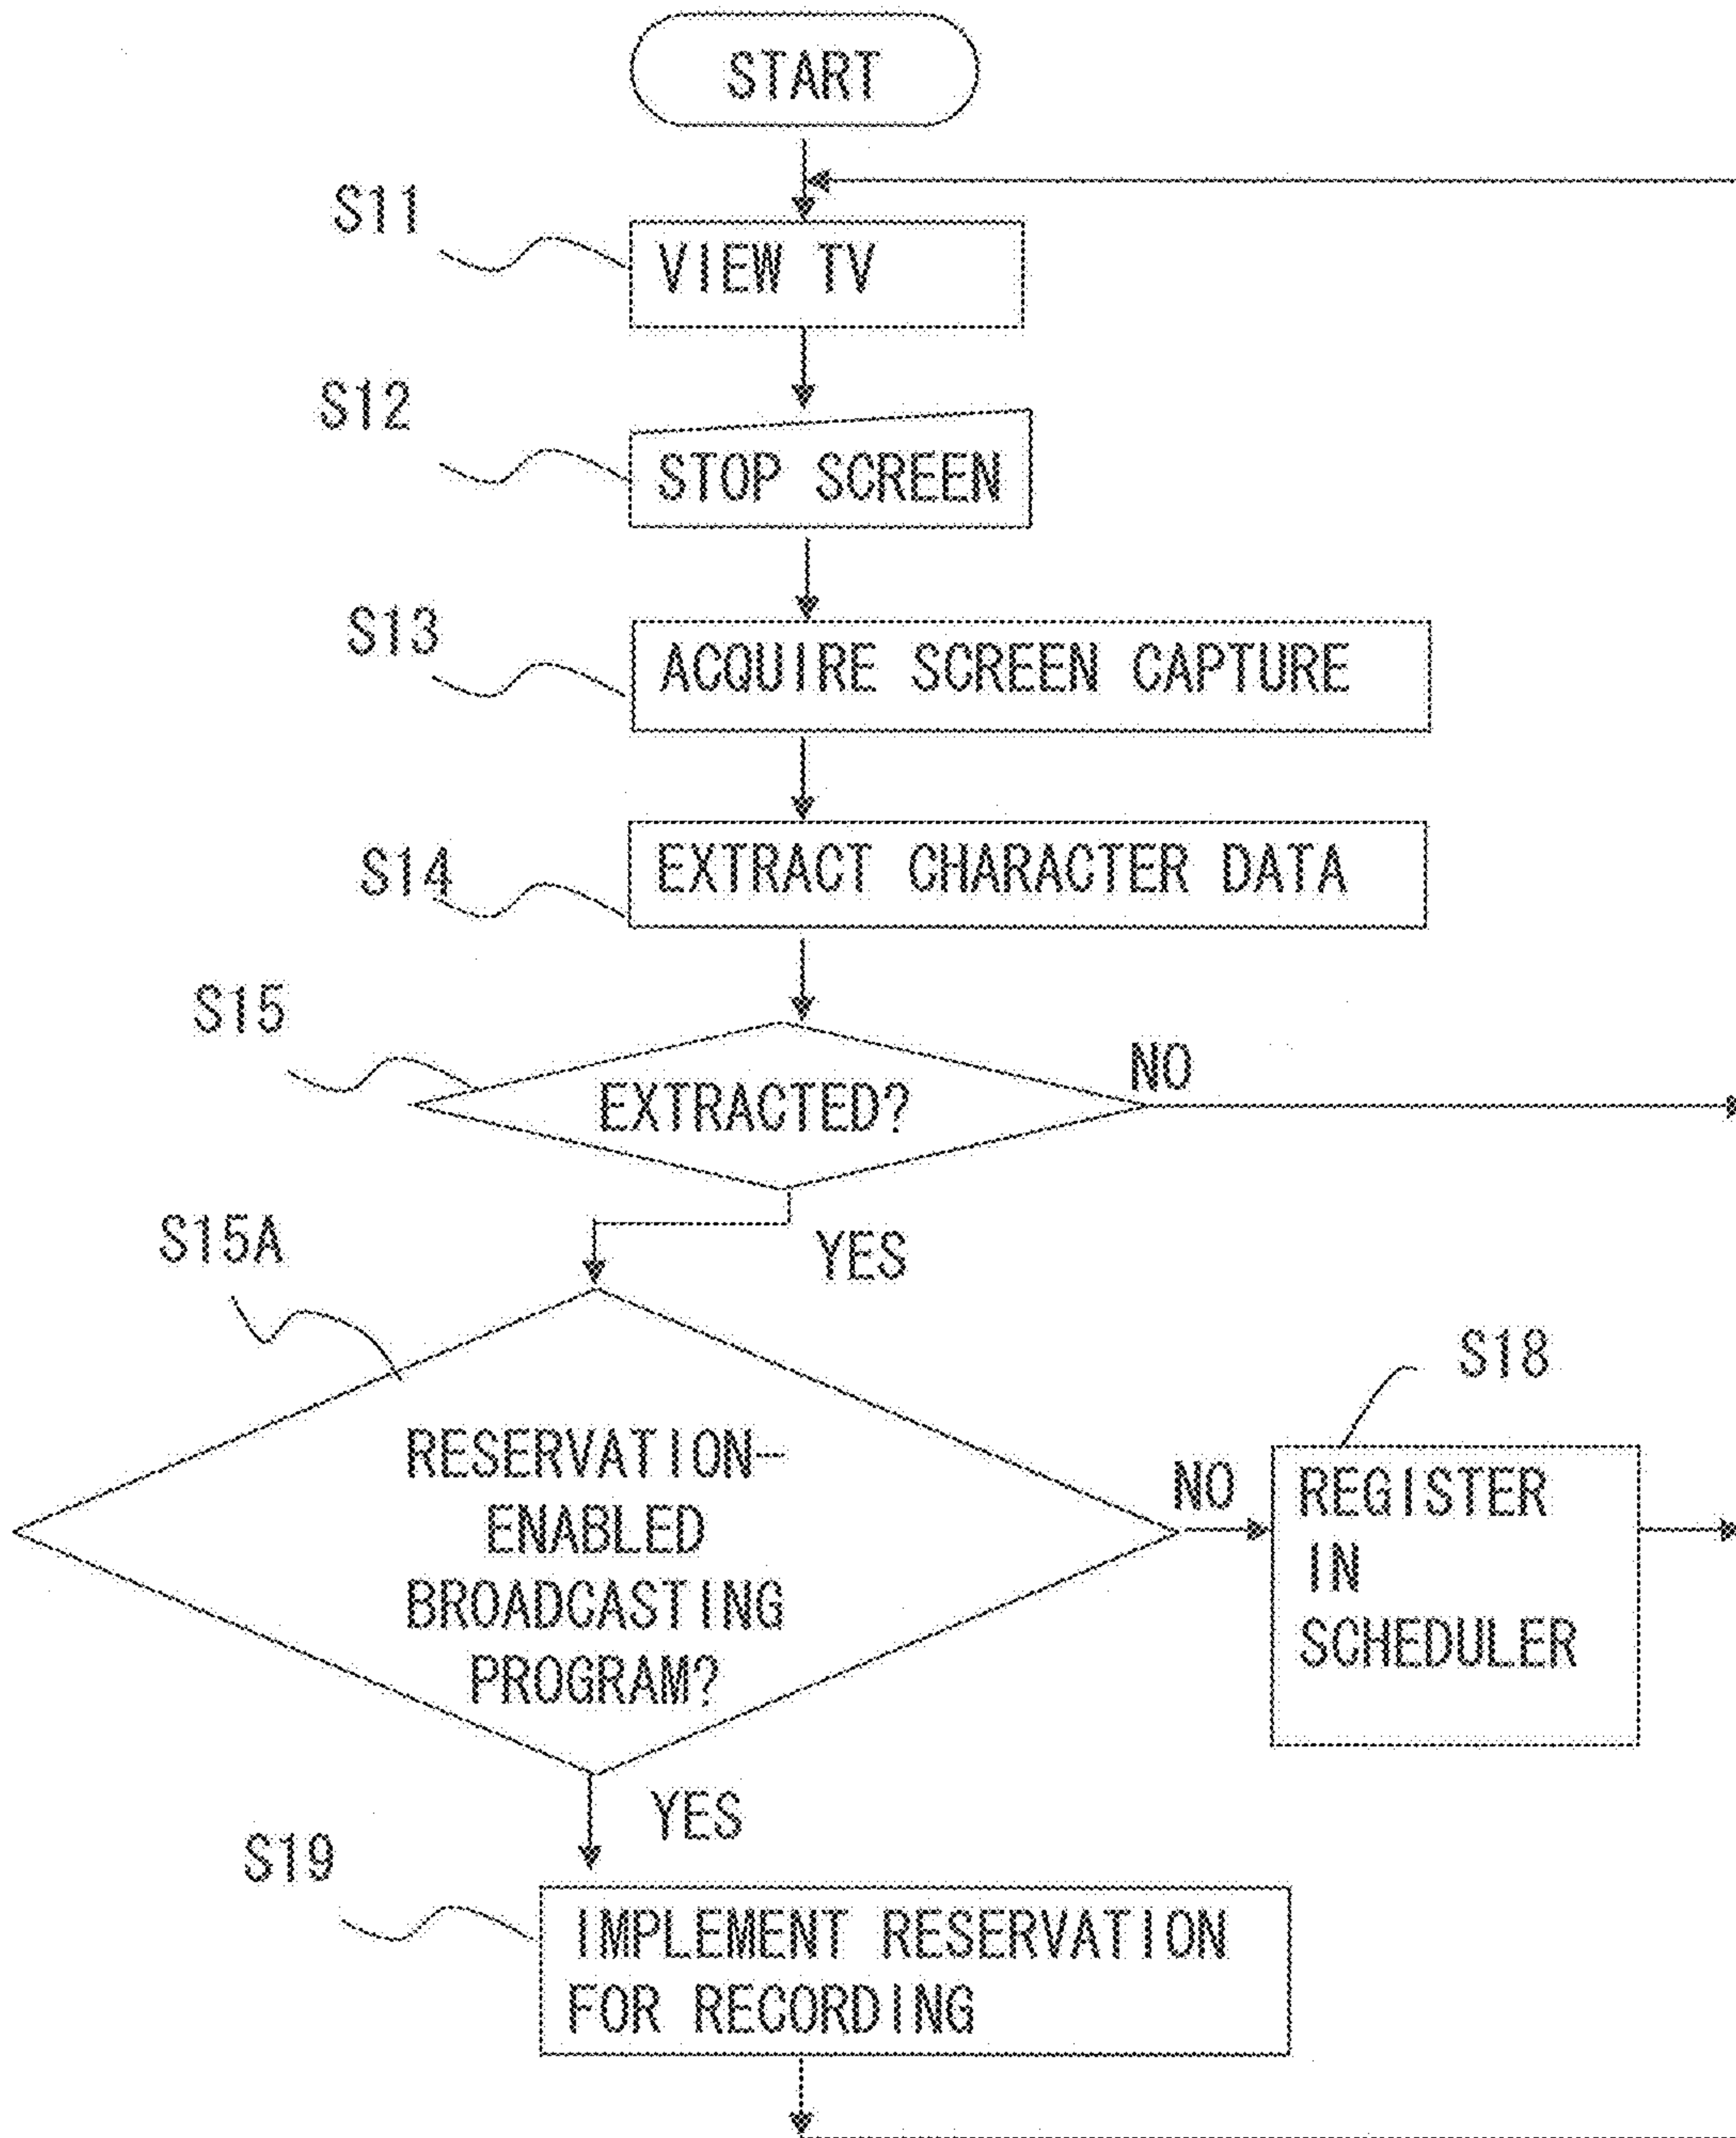 START
S11
VIEW TV
S12
STOP SCREEN
S13
ACQUIRE SCREEN CAPTURE
S14
EXTRACT CHARACTER DATA
S15
EXTRACTED?
NO
YES
S15A
RESERVATION-
ENABLED
BROADCASTING
PROGRAM?
NO
S18
REGISTER
IN
SCHEDULER
YES
S19
IMPLEMENT RESERVATION
FOR RECORDING